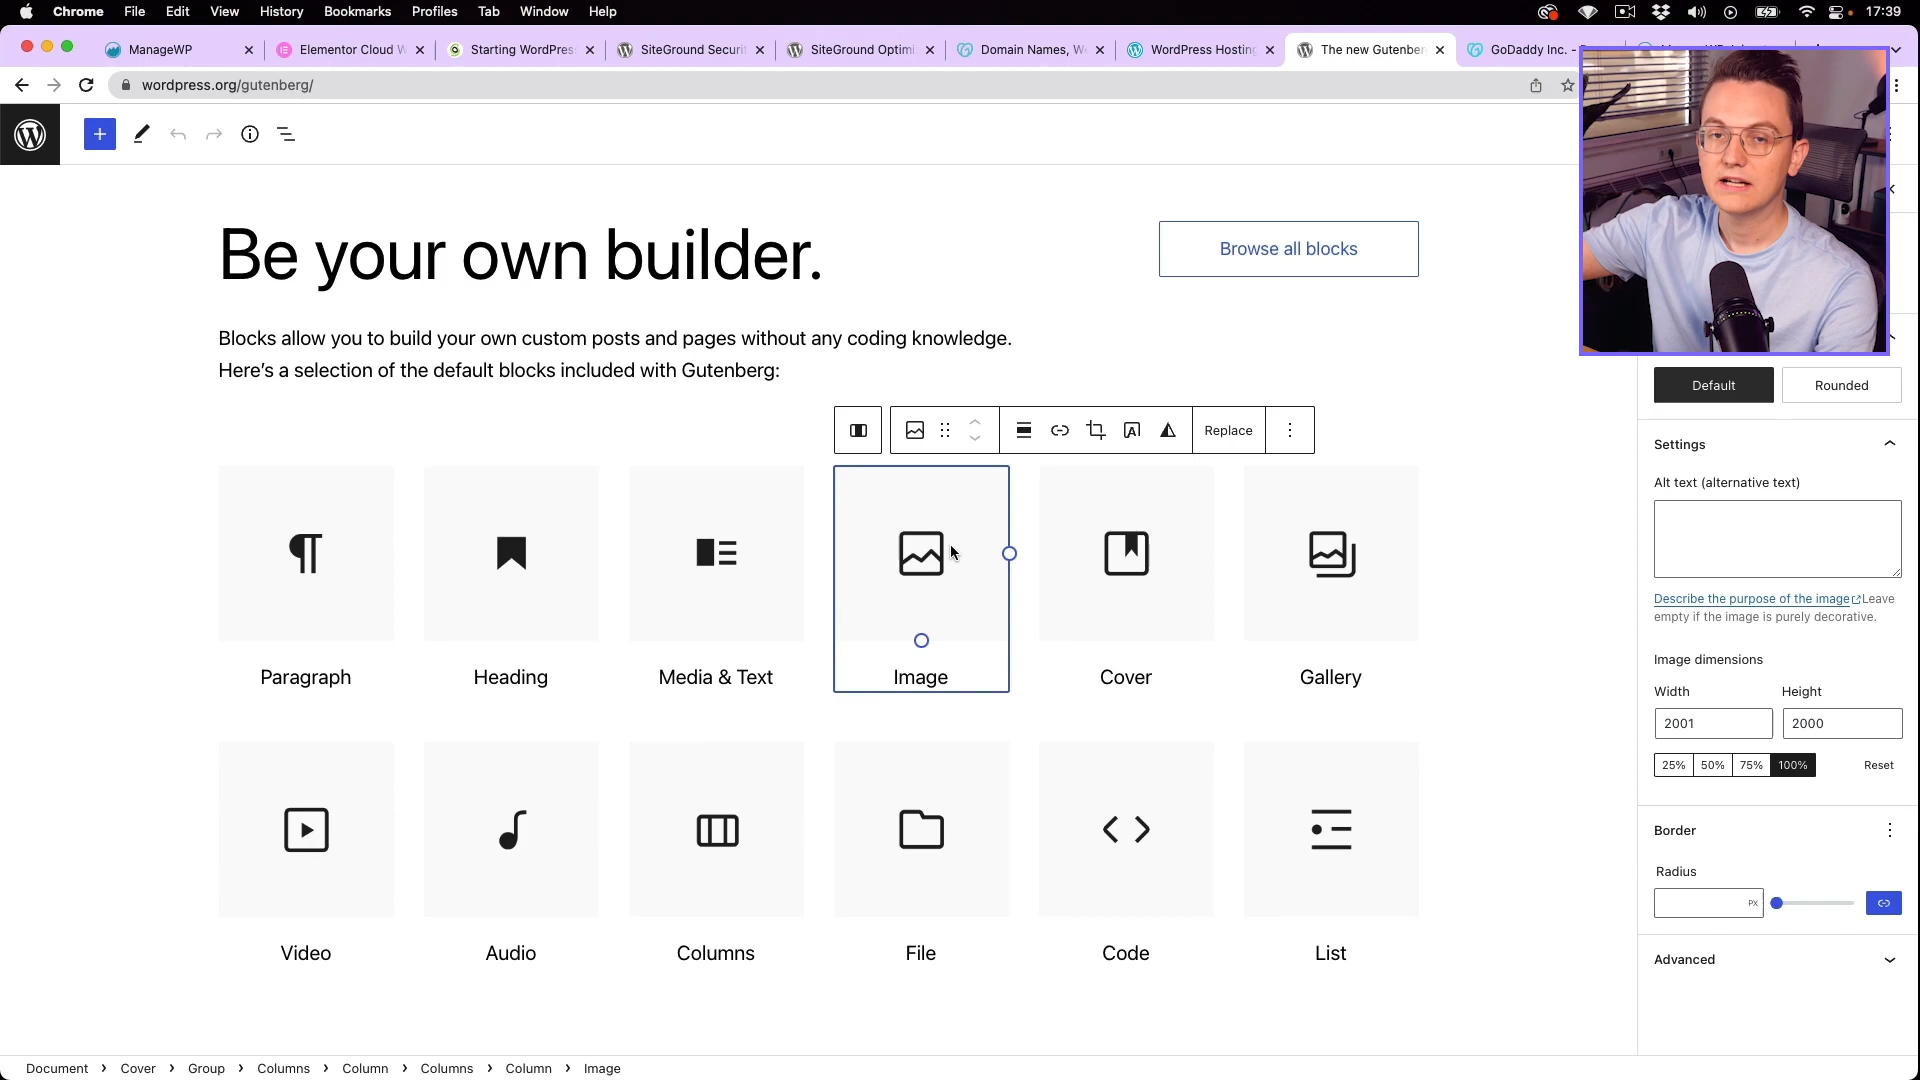 Chrome File Edit View History Bookmarks Profiles Tab Window Help 17:39
ManageWP Elementor Cloud W Starting WordPress SiteGround Securit SiteGround Optimi Domain Names, We WordPress Hosting The new Gutenber GoDaddy Inc.
wordpress.org/gutenberg/
Be your own builder.
Browse all blocks
Blocks allow you to build your own custom posts and pages without any coding knowledge.
Here's a selection of the default blocks included with Gutenberg:
Replace
Paragraph Heading Media & Text Image Cover Gallery
Video Audio Columns File Code List
Default Rounded
Settings
Alt text (alternative text)
Describe the purpose of the image Leave
empty if the image is purely decorative.
Image dimensions
Width Height
2001 2000
25% 50% 75% 100% Reset
Border
Radius
PX
Advanced
Document > Cover > Group > Columns > Column > Columns > Column > Image